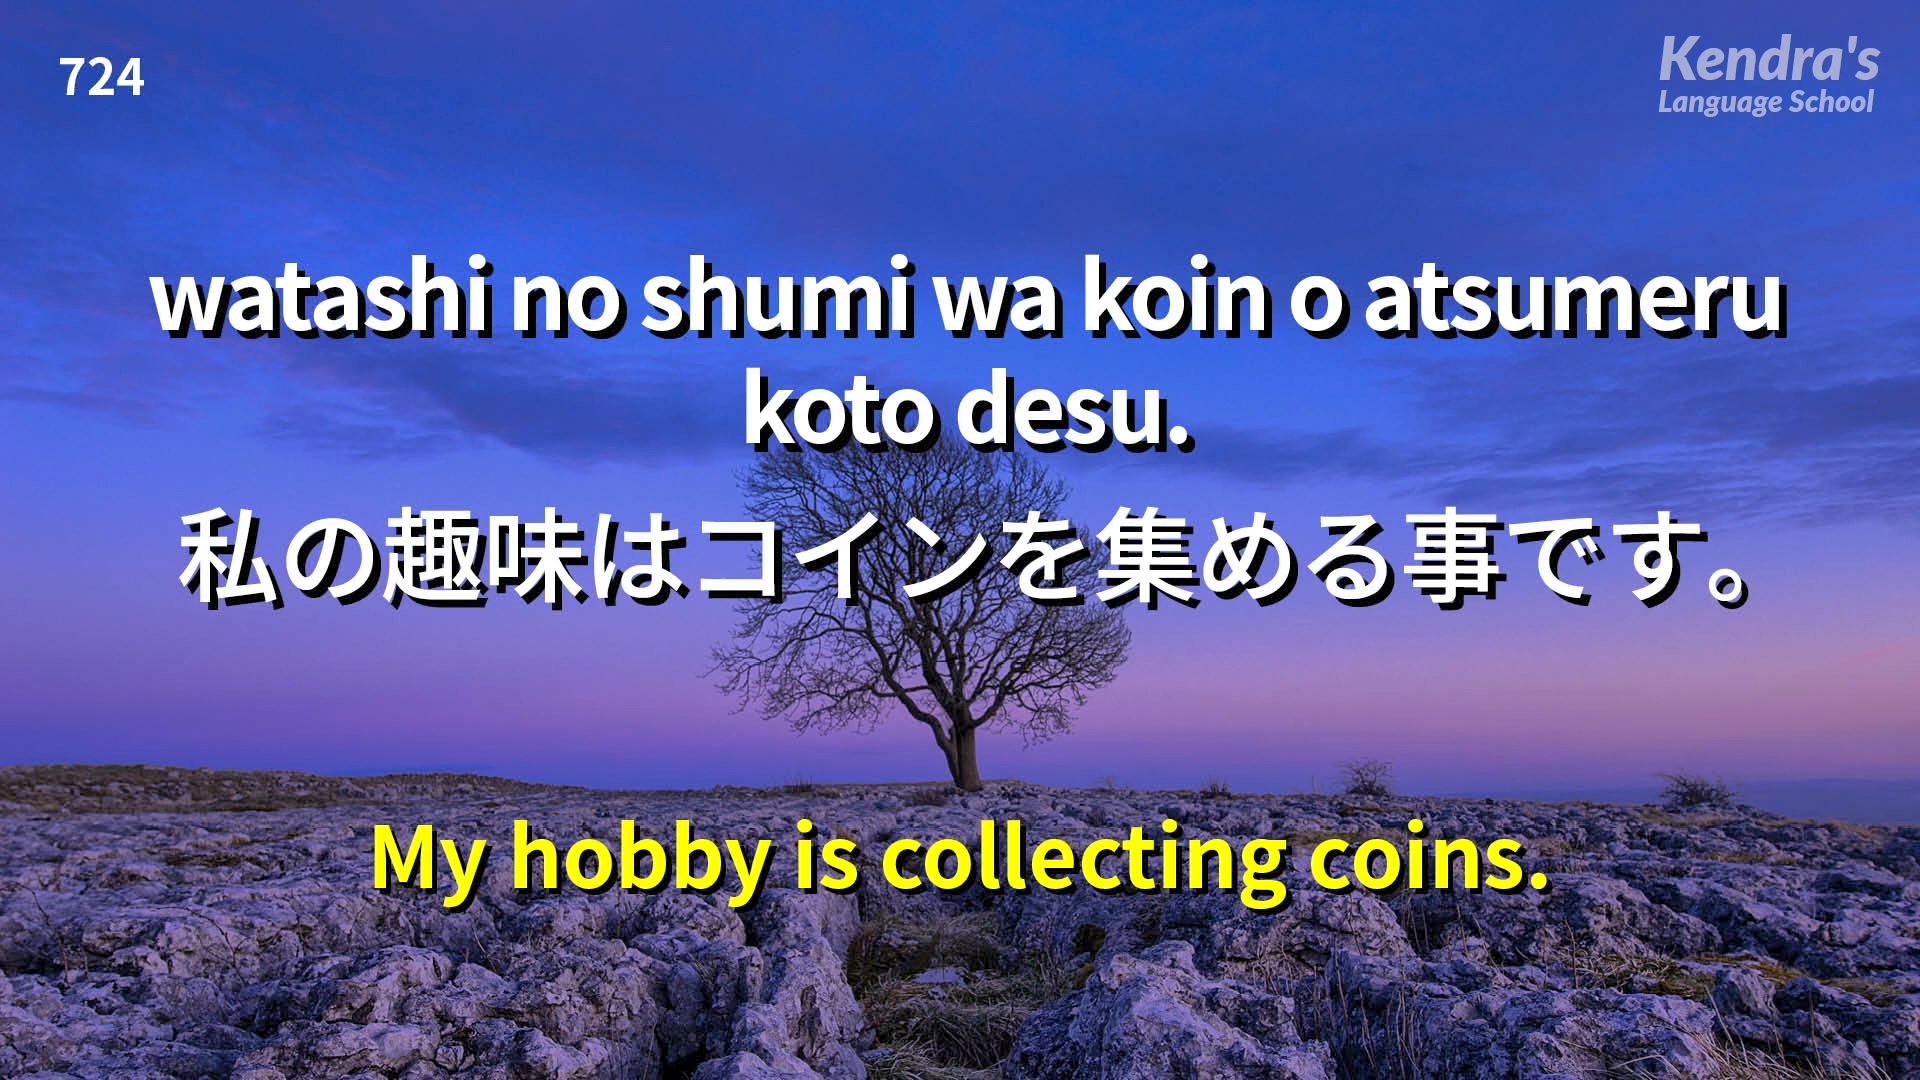 724
Kendra's
Language School
watashi no shumi wa koin o atsumeru
koto desu.
私の趣味はコインを集める事です。
My hobby is collecting coins.